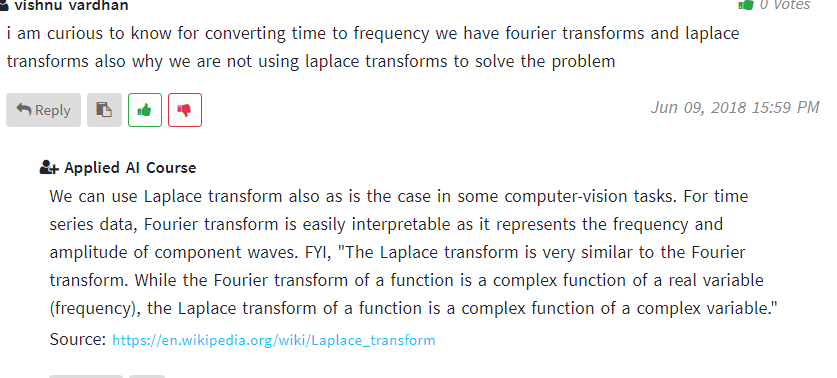 vishnu vardhan
0 Votes
i am curious to know for converting time to frequency we have fourier transforms and laplace
transforms also why we are not using laplace transforms to solve the problem
Reply
Jun 09, 2018 15:59 PM
Applied AI Course
We can use Laplace transform also as is the case in some computer-vision tasks. For time
series data, Fourier transform is easily interpretable as it represents the frequency and
amplitude of component waves. FYI, "The Laplace transform is very similar to the Fourier
transform. While the Fourier transform of a function is a complex function of a real variable
(frequency), the Laplace transform of a function is a complex function of a complex variable."
Source: https://en.wikipedia.org/wiki/Laplace_transform